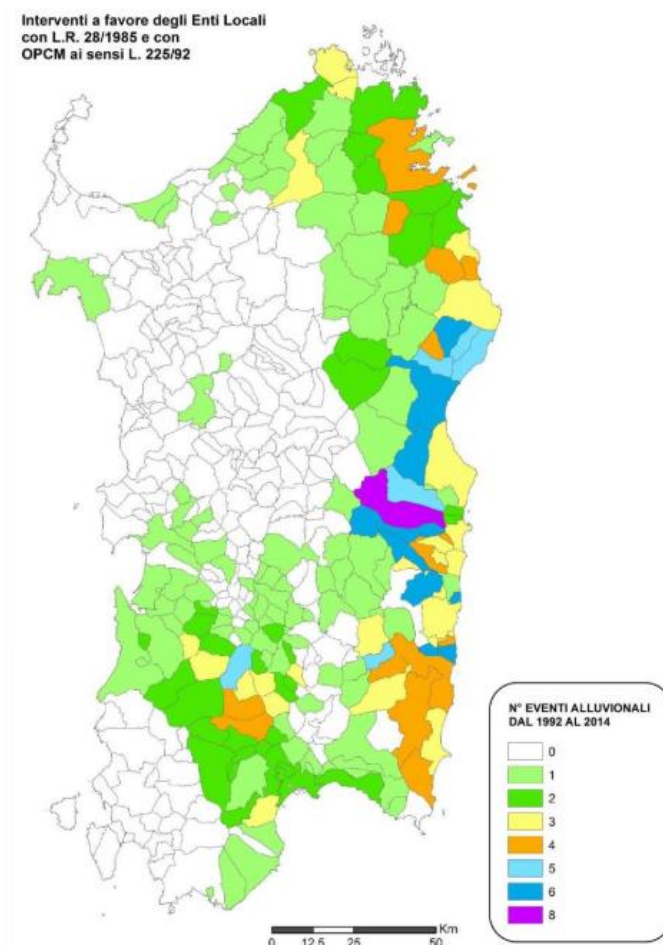 Interventi a favore degli Enti Locali
con L.R. 28/1985 e con
OPCM ai sensi L. 225/92
N° EVENTI ALLUVIONALI
DAL 1992 AL 2014
0
1
2
3
4
5
6
8
Km
0 12.5 25 50